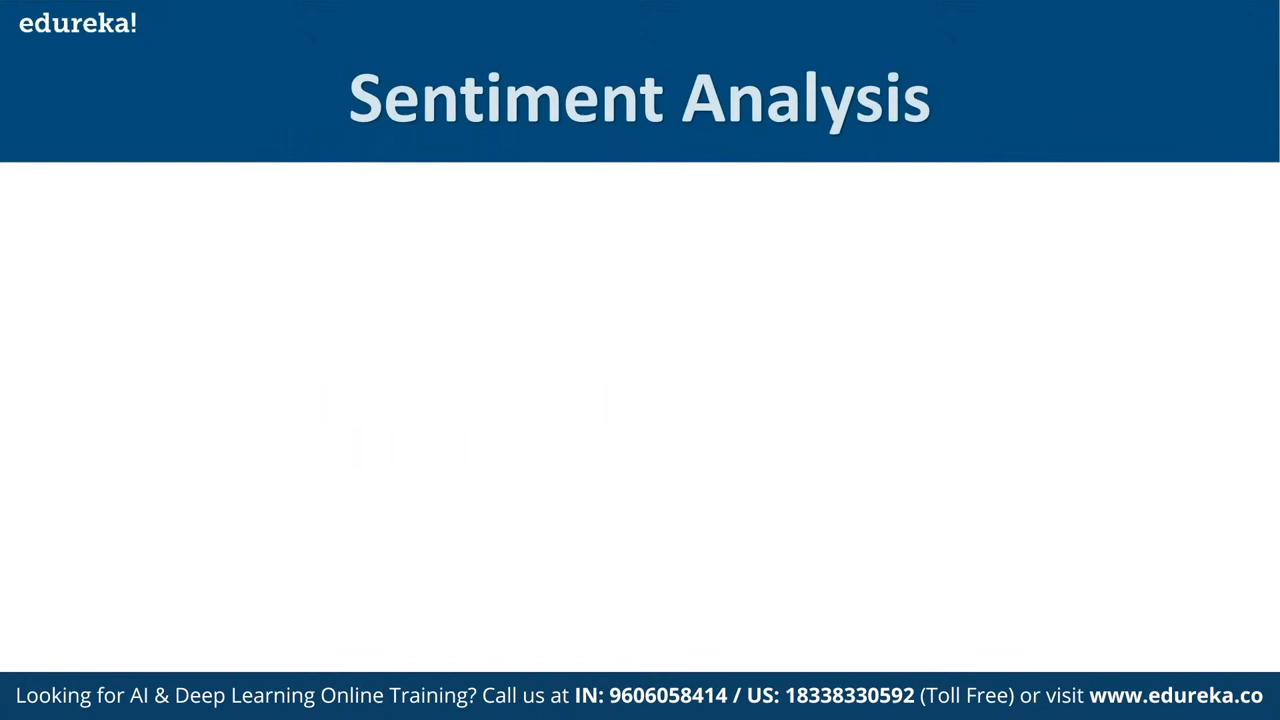 edureka!
Sentiment Analysis
Looking for AI & Deep Learning Online Training? Call us at IN: 9606058414 / US: 18338330592 (Toll Free) or visit www.edureka.co